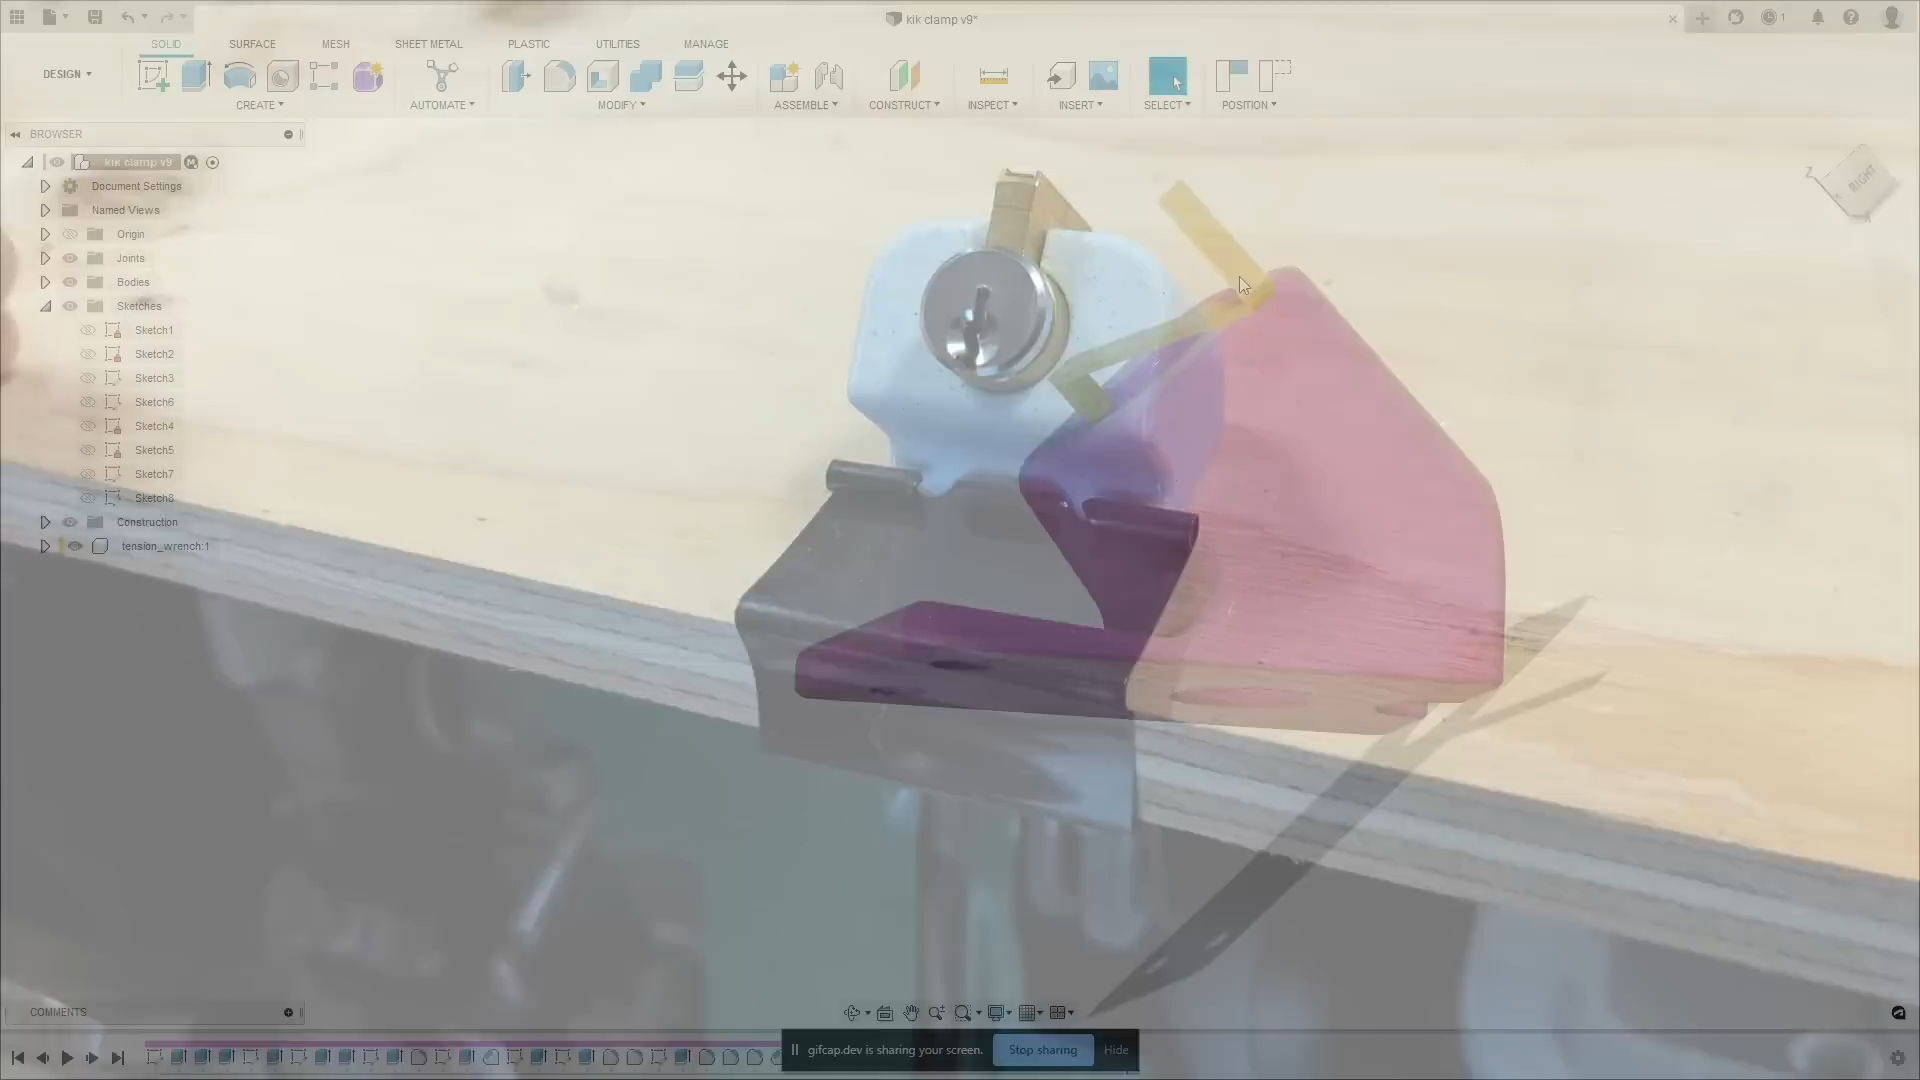 kik clamp v9*
1
SOLID
SURFACE
MESH
SHEET METAL
PLASTIC
UTILITIES
MANAGE
DESIGN
CREATE
AUTOMATE
MODIFY
ASSEMBLE
CONSTRUCT
INSPECT
INSERT
SELECT
POSITION
BROWSER
kik clamp v9
M
Document Settings
Named Views
Origin
Joints
Bodies
Sketches
Sketch1
Sketch2
Sketch3
Sketch6
Sketch4
Sketch5
Sketch7
Sketch8
Construction
tension_wrench:1
Z
RIGHT
X
COMMENTS
gifcap.dev is sharing your screen.
Stop sharing
Hide